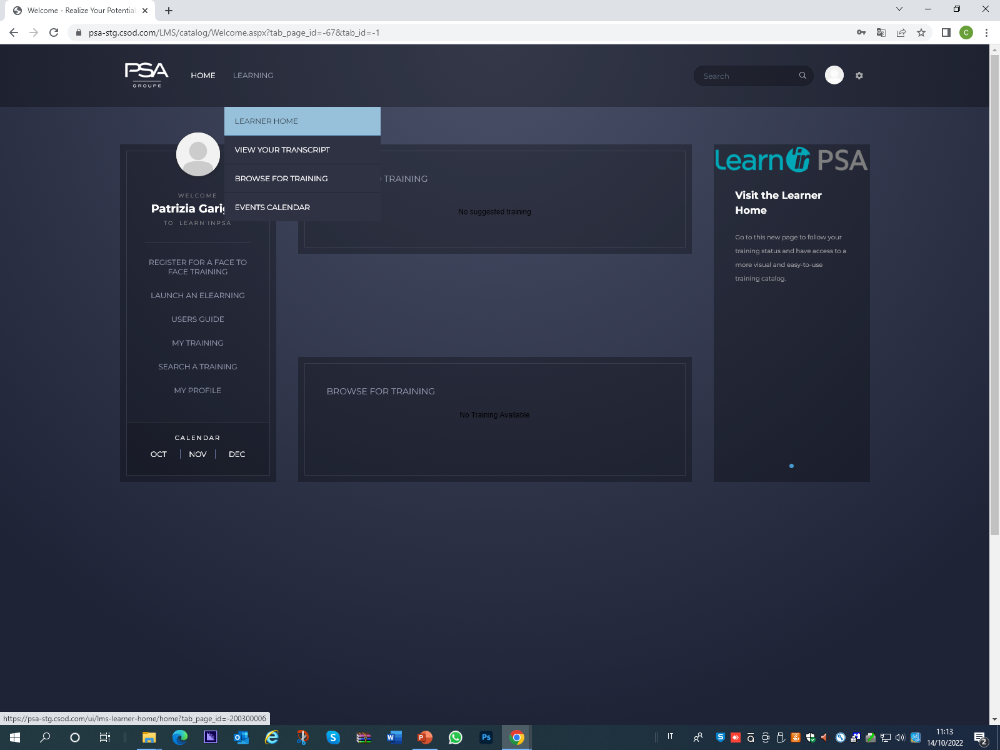 Welcome - Realize Your Potential
psa-stg.csod.com/LMS/catalog/Welcome.aspx?tab_page_id=-67&tab_id=-1
C
PSA
GROUPE
HOME
LEARNING
Search
LEARNER HOME
VIEW YOUR TRANSCRIPT
BROWSE FOR TRAINING
EVENTS CALENDAR
WELCOME
Patrizia Garig
TO LEARN'INPSA
REGISTER FOR A FACE TO
FACE TRAINING
LAUNCH AN ELEARNING
USERS GUIDE
MY TRAINING
SEARCH A TRAINING
MY PROFILE
CALENDAR
OCT
NOV
DEC
TRAINING
No suggested training
BROWSE FOR TRAINING
No Training Available
Learn in PSA
Visit the Learner
Home
Go to this new page to follow your
training status and have access to a
more visual and easy-to-use
training catalog.
https://psa-stg.csod.com/ui/lms-learner-home/home?tab_page_id=-200300006
IT
11:13
14/10/2022
2